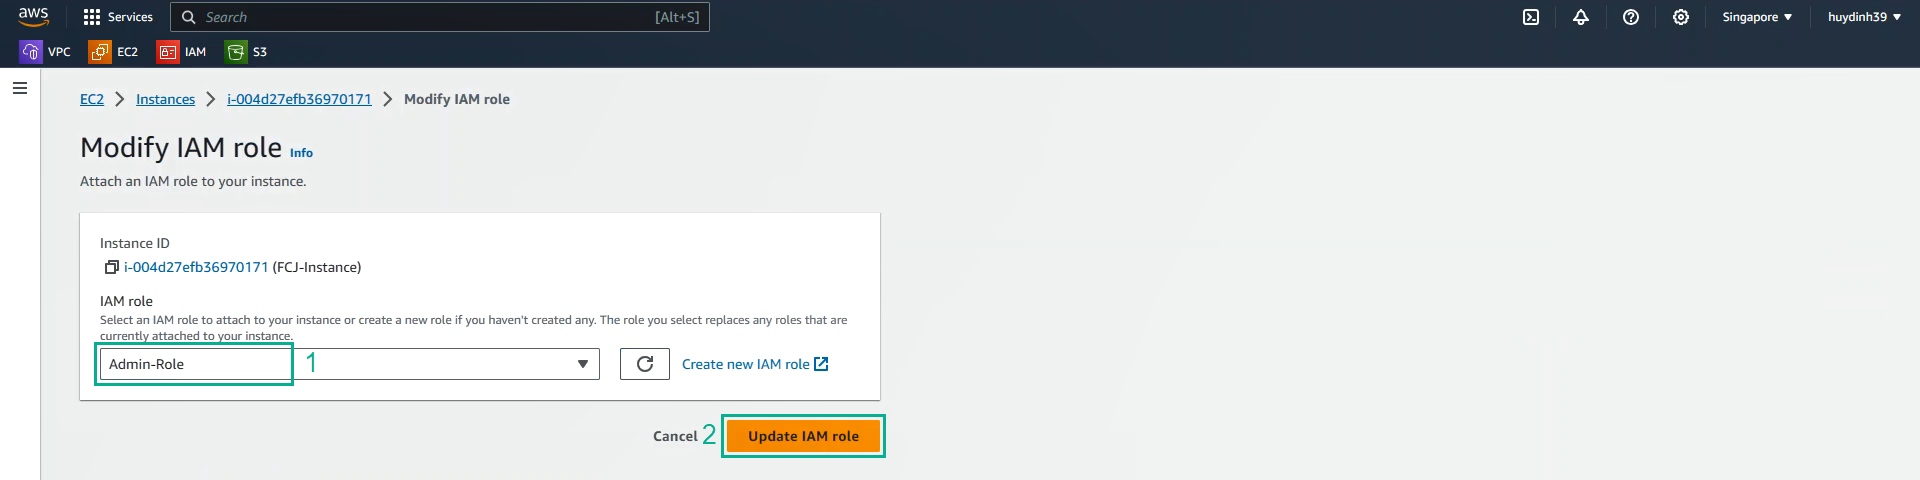 aws
Services
Search [Alt+S]
Singapore
huydinh39
VPC EC2 IAM S3
EC2 Instances i-004d27efb36970171 Modify IAM role
Modify IAM role Info
Attach an IAM role to your instance.
Instance ID
i-004d27efb36970171 (FCJ-Instance)
IAM role
Select an IAM role to attach to your instance or create a new role if you haven't created any. The role you select replaces any roles that are
currently attached to your instance.
Admin-Role 1 Create new IAM role
Cancel 2 Update IAM role